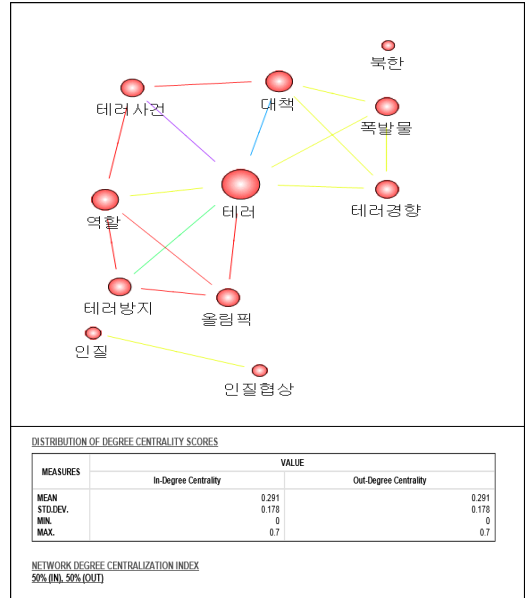 북한
테러사건
대책
폭발물
테러
테러경향
역할
테러방지
올림픽
인질
인질협상
DISTRIBUTION OF DEGREE CENTRALITY SCORES
MEASURES VALUE
In-Degree Centrality Out-Degree Centrality
MEAN 0.291 0.291
STD.DEV. 0.178 0.178
MIN. 0 0
MAX. 0.7 0.7
NETWORK DEGREE CENTRALIZATION INDEX
50% (IN), 50% (OUT)